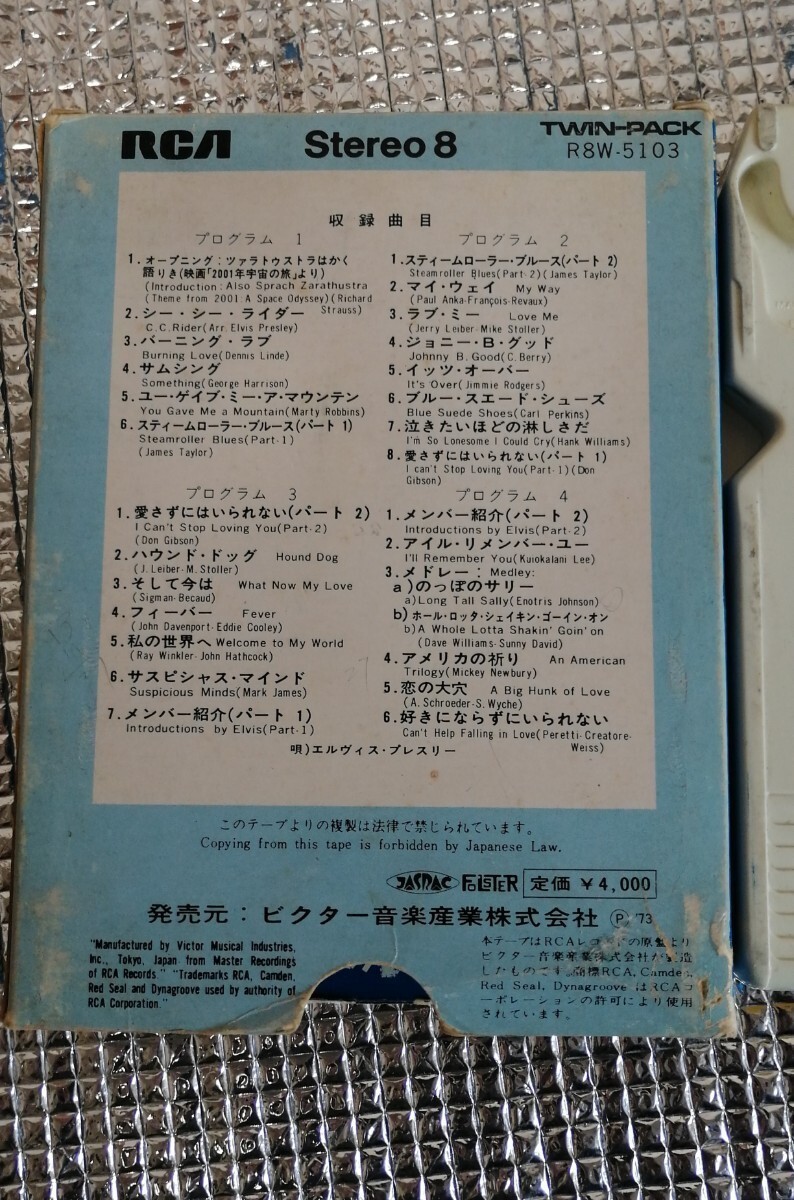 RCA Stereo 8 TWIN-PACK
R8W-5103
収録曲目
プログラム 1
1. オープニング：ツァラトゥストラはかく
語りき(映画「2001年宇宙の旅」より)
(Introduction: Also Sprach Zarathustra
(Theme from 2001: A Space Odyssey)(Richard
Strauss)
2. シー・シー・ライダー
C.C.Rider(Arr. Elvis Presley)
3. バーニング・ラブ
Burning Love(Dennis Linde)
4. サムシング
Something(George Harrison)
5. ユー・ゲイブ・ミー・ア・マウンテン
You Gave Me a Mountain(Marty Robbins)
6. スティームローラー・ブルース(パート 1)
Steamroller Blues(Part-1)
(James Taylor)
プログラム 2
1. スティームローラー・ブルース(パート 2)
Steamroller Blues(Part-2)(James Taylor)
2. マイ・ウェイ My Way
(Paul Anka-François-Revaux)
3. ラブ・ミー Love Me
(Jerry Leiber-Mike Stoller)
4. ジョニー・B・グッド
Johnny B. Good(C. Berry)
5. イッツ・オーバー
It's Over(Jimmie Rodgers)
6. ブルー・スエード・シューズ
Blue Suede Shoes(Carl Perkins)
7. 泣きたいほどの淋しさだ
I'm So Lonesome I Could Cry(Hank Williams)
8. 愛さずにはいられない(パート 1)
I can't Stop Loving You(Part-1)(Don
Gibson)
プログラム 3
1. 愛さずにはいられない(パート 2)
I Can't Stop Loving You(Part-2)
(Don Gibson)
2. ハウンド・ドッグ Hound Dog
(J. Leiber-M. Stoller)
3. そして今は What Now My Love
(Sigman-Becaud)
4. フィーバー Fever
(John Davenport-Eddie Cooley)
5. 私の世界へ Welcome to My World
(Ray Winkler-John Hathcock)
6. サスピシャス・マインド
Suspicious Minds(Mark James)
7. メンバー紹介(パート 1)
Introductions by Elvis(Part-1)
プログラム 4
1. メンバー紹介(パート 2)
Introductions by Elvis(Part-2)
2. アイル・リメンバー・ユー
I'll Remember You(Kuiokalani Lee)
3. メドレー： Medley:
a)のっぽのサリー
a)Long Tall Sally(Enotris Johnson)
b)ホール・ロッタ・シェイキン・ゴーイン・オン
b)A Whole Lotta Shakin' Goin' on
(Dave Williams-Sunny David)
4. アメリカの祈り An American
Trilogy(Mickey Newbury)
5. 恋の大穴 A Big Hunk of Love
(A. Schroeder-S. Wyche)
6. 好きにならずにいられない
Can't Help Falling in Love(Peretti-Creatore-
Weiss)
唄)エルヴィス・プレスリー
このテープよりの複製は法律で禁じられています。
Copying from this tape is forbidden by Japanese Law.
JASRAC POLYSTER 定価 ¥4,000
発売元：ビクター音楽産業株式会社 Ⓟ '73
"Manufactured by Victor Musical Industries,
Inc., Tokyo, Japan from Master Recordings
of RCA Records" "Trademarks RCA, Camden,
Red Seal and Dynagroove used by authority of
RCA Corporation."
本テープはRCAレコードの原盤より
ビクター音楽産業株式会社が製造
したものです。商標RCA, Camden,
Red Seal, DynagrooveはRCAコ
ーポレーションの許可により使用
されています。